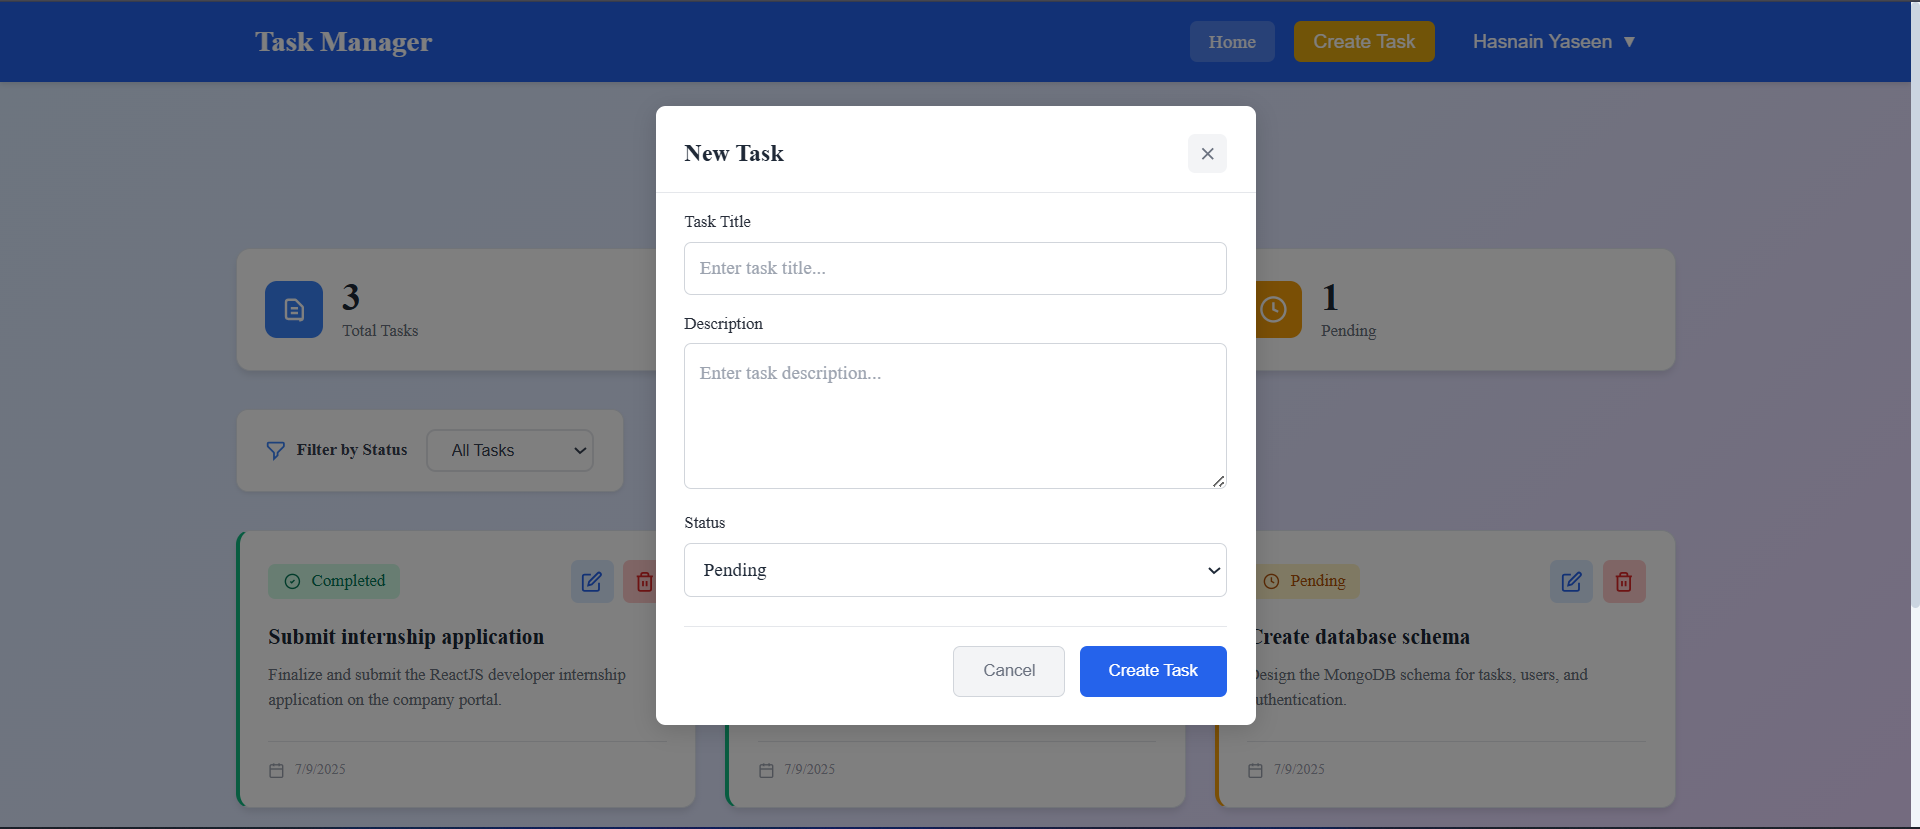 Task Manager
Home
Create Task
Hasnain Yaseen ▼
New Task
Task Title
Enter task title...
Description
Enter task description...
Status
Pending
Cancel
Create Task
3
Total Tasks
1
Pending
Filter by Status
All Tasks
Completed
Submit internship application
Finalize and submit the ReactJS developer internship
application on the company portal.
7/9/2025
7/9/2025
Pending
Create database schema
Design the MongoDB schema for tasks, users, and
uthentication.
7/9/2025